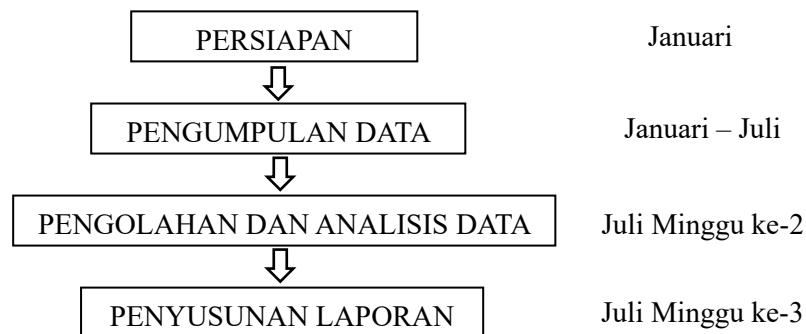 PERSIAPAN Januari
PENGUMPULAN DATA Januari – Juli
PENGOLAHAN DAN ANALISIS DATA Juli Minggu ke-2
PENYUSUNAN LAPORAN Juli Minggu ke-3